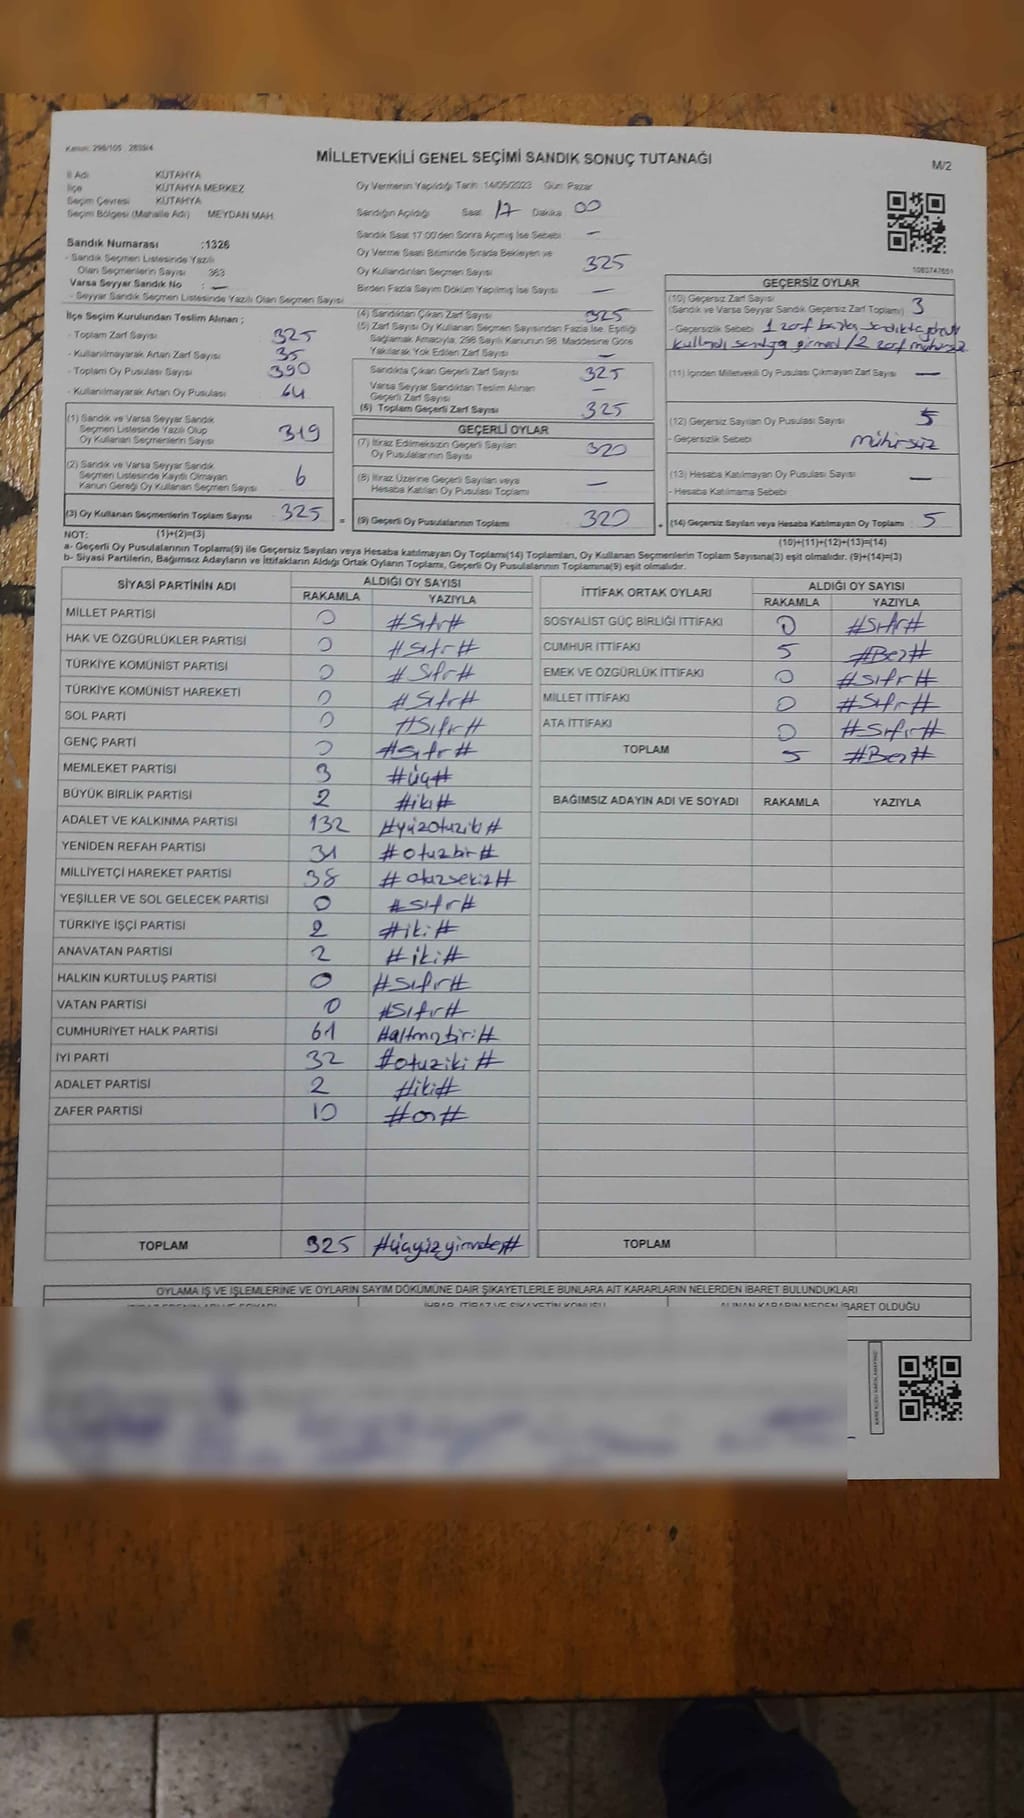 Kanun: 298/105 2839/4
MİLLETVEKİLİ GENEL SEÇİMİ SANDIK SONUÇ TUTANAĞI
M/2
İl Adı KÜTAHYA
İlçe KÜTAHYA MERKEZ
Seçim Çevresi KÜTAHYA
Seçim Bölgesi (Mahalle Adı) MEYDAN MAH.
Sandık Numarası :1326
- Sandık Seçmen Listesinde Yazılı
Olan Seçmenlerin Sayısı 363
Varsa Seyyar Sandık No : —
- Seyyar Sandık Seçmen Listesinde Yazılı Olan Seçmen Sayısı
Oy Vermenin Yapıldığı Tarih :14/05/2023 Gün: Pazar
Sandığın Açıldığı Saat 17 Dakika 00
Sandık Saat 17:00'den Sonra Açılmış İse Sebebi —
Oy Verme Saati Bitiminde Sırada Bekleyen ve
Oy Kullandırılan Seçmen Sayısı 325
Birden Fazla Sayım Döküm Yapılmış İse Sayısı —
1083747651
İlçe Seçim Kurulundan Teslim Alınan ;
- Toplam Zarf Sayısı 325
- Kullanılmayarak Artan Zarf Sayısı 35
- Toplam Oy Pusulası Sayısı 390
- Kullanılmayarak Artan Oy Pusulası 64
(1) Sandık ve Varsa Seyyar Sandık
Seçmen Listesinde Yazılı Olup
Oy Kullanan Seçmenlerin Sayısı 319
(2) Sandık ve Varsa Seyyar Sandık
Seçmen Listesinde Kayıtlı Olmayan
Kanun Gereği Oy Kullanan Seçmen Sayısı 6
(3) Oy Kullanan Seçmenlerin Toplam Sayısı 325 =
(1)+(2)=(3)
(4) Sandıktan Çıkan Zarf Sayısı 325
(5) Zarf Sayısı Oy Kullanan Seçmen Sayısından Fazla İse, Eşitliği
Sağlamak Amacıyla, 298 Sayılı Kanunun 98. Maddesine Göre
Yakılarak Yok Edilen Zarf Sayısı —
Sandıkta Çıkan Geçerli Zarf Sayısı 325
Varsa Seyyar Sandıktan Teslim Alınan
Geçerli Zarf Sayısı —
(6) Toplam Geçerli Zarf Sayısı 325
GEÇERLİ OYLAR
(7) İtiraz Edilmeksizin Geçerli Sayılan
Oy Pusulalarının Sayısı 320
(8) İtiraz Üzerine Geçerli Sayılan veya
Hesaba Katılan Oy Pusulası Toplamı —
(9) Geçerli Oy Pusulalarının Toplamı 320
GEÇERSİZ OYLAR
(10) Geçersiz Zarf Sayısı 3
(Sandık ve Varsa Seyyar Sandık Geçersiz Zarf Toplamı)
- Geçersizlik Sebebi 1 zarf başka sandıkta
/2 zarf mühürsüz
(11) İçinden Milletvekili Oy Pusulası Çıkmayan Zarf Sayısı —
(12) Geçersiz Sayılan Oy Pusulası Sayısı 5
- Geçersizlik Sebebi mühürsüz
(13) Hesaba Katılmayan Oy Pusulası Sayısı —
- Hesaba Katılmama Sebebi
(14) Geçersiz Sayılan veya Hesaba Katılmayan Oy Toplamı 5
(10)+(11)+(12)+(13)=(14)
NOT:
a- Geçerli Oy Pusulalarının Toplamı(9) ile Geçersiz Sayılan veya Hesaba katılmayan Oy Toplamı(14) Toplamları, Oy Kullanan Seçmenlerin Toplam Sayısına(3) eşit olmalıdır. (9)+(14)=(3)
b- Siyasi Partilerin, Bağımsız Adayların ve İttifakların Aldığı Ortak Oyların Toplamı, Geçerli Oy Pusulalarının Toplamına(9) eşit olmalıdır.
SİYASİ PARTİNİN ADI ALDIĞI OY SAYISI
RAKAMLA YAZIYLA
MİLLET PARTİSİ 0 #Sıfır#
HAK VE ÖZGÜRLÜKLER PARTİSİ 0 #Sıfır#
TÜRKİYE KOMÜNİST PARTİSİ 0 #Sıfır#
TÜRKİYE KOMÜNİST HAREKETİ 0 #Sıfır#
SOL PARTİ 0 #Sıfır#
GENÇ PARTİ 0 #Sıfır#
MEMLEKET PARTİSİ 3 #üç#
BÜYÜK BİRLİK PARTİSİ 2 #iki#
ADALET VE KALKINMA PARTİSİ 132 #yüzotuziki#
YENİDEN REFAH PARTİSİ 31 #otuzbir#
MİLLİYETÇİ HAREKET PARTİSİ 38 #otuzsekiz#
YEŞİLLER VE SOL GELECEK PARTİSİ 0 #sıfır#
TÜRKİYE İŞÇİ PARTİSİ 2 #iki#
ANAVATAN PARTİSİ 2 #iki#
HALKIN KURTULUŞ PARTİSİ 0 #Sıfır#
VATAN PARTİSİ 0 #Sıfır#
CUMHURİYET HALK PARTİSİ 61 #altmışbir#
İYİ PARTİ 32 #otuziki#
ADALET PARTİSİ 2 #iki#
ZAFER PARTİSİ 10 #on#
TOPLAM 325 #üçyüzyirmibeş#
İTTİFAK ORTAK OYLARI ALDIĞI OY SAYISI
RAKAMLA YAZIYLA
SOSYALİST GÜÇ BİRLİĞİ İTTİFAKI 0 #Sıfır#
CUMHUR İTTİFAKI 5 #Beş#
EMEK VE ÖZGÜRLÜK İTTİFAKI 0 #Sıfır#
MİLLET İTTİFAKI 0 #Sıfır#
ATA İTTİFAKI 0 #Sıfır#
TOPLAM 5 #Beş#
BAĞIMSIZ ADAYIN ADI VE SOYADI RAKAMLA YAZIYLA
TOPLAM
OYLAMA İŞ VE İŞLEMLERİNE VE OYLARIN SAYIM DÖKÜMÜNE DAİR ŞİKAYETLERLE BUNLARA AİT KARARLARIN NELERDEN İBARET BULUNDUKLARI
İTİRAZ EDENİN ADI VE SOYADI İHBAR, İTİRAZ VE ŞİKAYETİN KONUSU ALINAN KARARIN NEDEN İBARET OLDUĞU